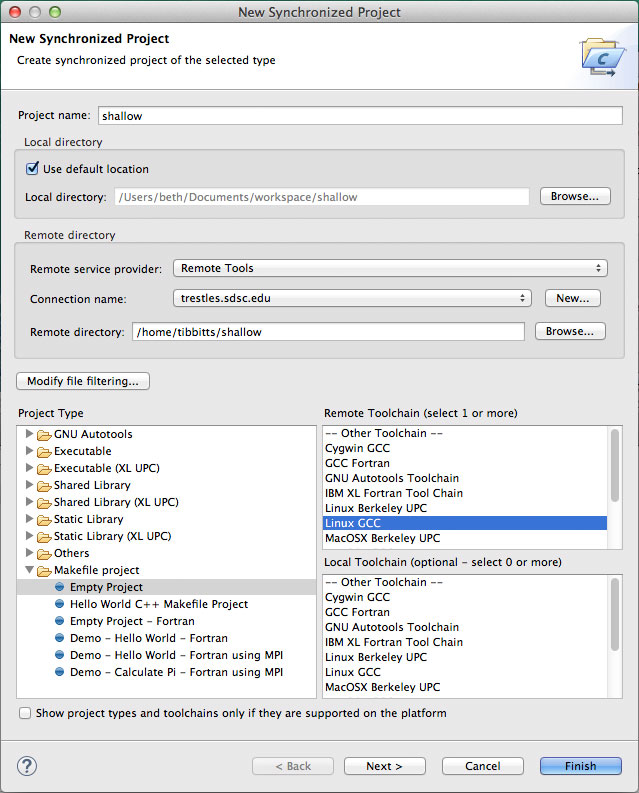 New Synchronized Project
New Synchronized Project
Create synchronized project of the selected type
C
Project name: shallow
Local directory
Use default location
Local directory: /Users/beth/Documents/workspace/shallow Browse...
Remote directory
Remote service provider: Remote Tools
Connection name: trestles.sdsc.edu New...
Remote directory: /home/tibbitts/shallow Browse...
Modify file filtering...
Project Type
GNU Autotools
Executable
Executable (XL UPC)
Shared Library
Shared Library (XL UPC)
Static Library
Static Library (XL UPC)
Others
Makefile project
Empty Project
Hello World C++ Makefile Project
Empty Project - Fortran
Demo - Hello World - Fortran
Demo - Hello World - Fortran using MPI
Demo - Calculate Pi - Fortran using MPI
Remote Toolchain (select 1 or more)
-- Other Toolchain --
Cygwin GCC
GCC Fortran
GNU Autotools Toolchain
IBM XL Fortran Tool Chain
Linux Berkeley UPC
Linux GCC
MacOSX Berkeley UPC
Local Toolchain (optional - select 0 or more)
-- Other Toolchain --
Cygwin GCC
GCC Fortran
GNU Autotools Toolchain
IBM XL Fortran Tool Chain
Linux Berkeley UPC
Linux GCC
MacOSX Berkeley UPC
Show project types and toolchains only if they are supported on the platform
? < Back Next > Cancel Finish